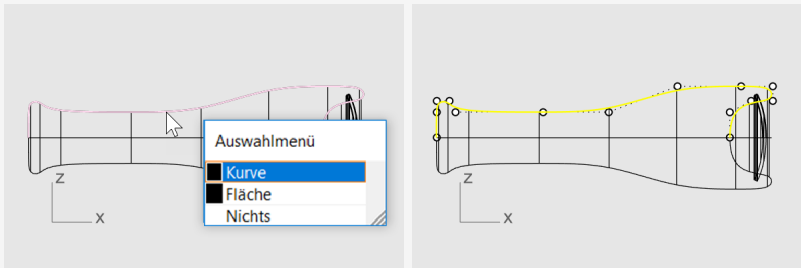 Auswahlmenü
Kurve
Fläche
Nichts
z
x
z
x